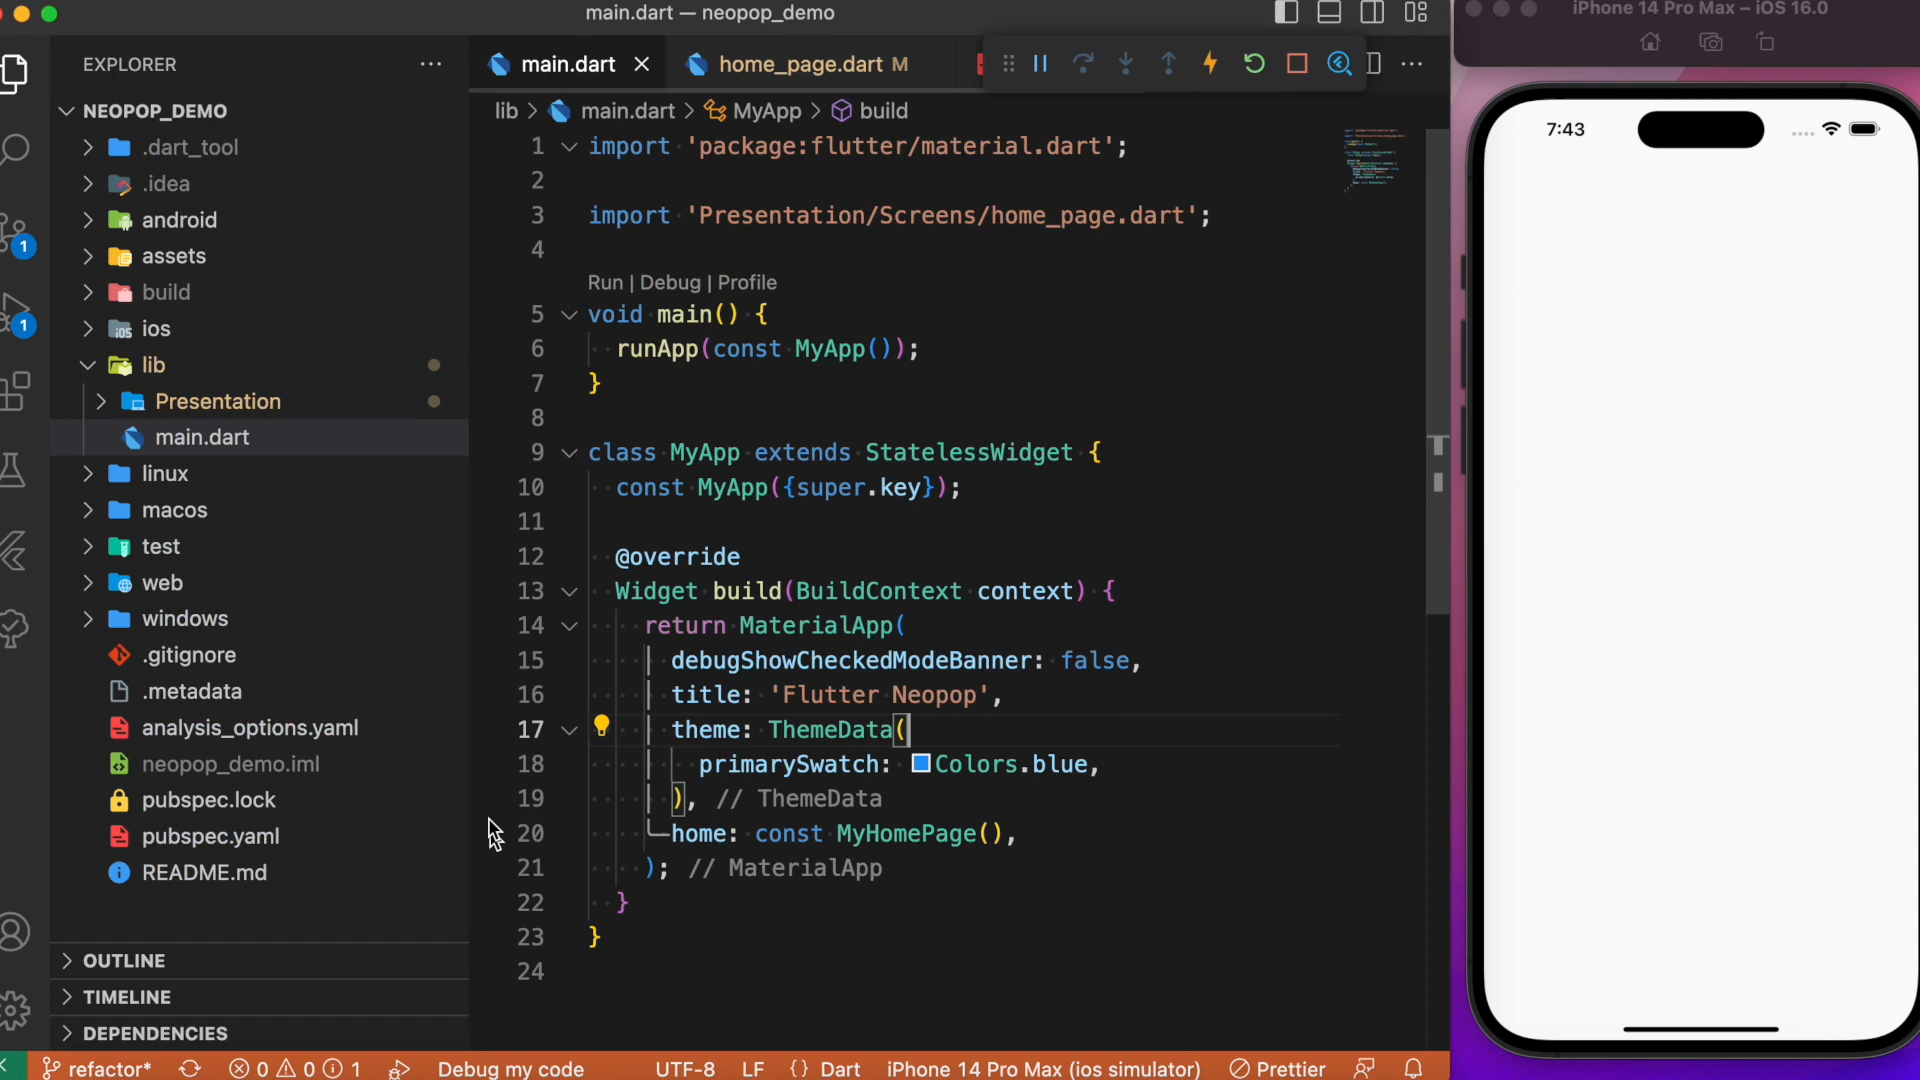 main.dart — neopop_demo
iPhone 14 Pro Max – iOS 16.0
EXPLORER
main.dart
home_page.dart M
NEOPOP_DEMO
lib > main.dart > MyApp > build
.dart_tool
.idea
android
assets
build
ios
lib
Presentation
main.dart
linux
macos
test
web
windows
.gitignore
.metadata
analysis_options.yaml
neopop_demo.iml
pubspec.lock
pubspec.yaml
README.md
OUTLINE
TIMELINE
DEPENDENCIES
1
1
1 import 'package:flutter/material.dart';
2
3 import 'Presentation/Screens/home_page.dart';
4
Run | Debug | Profile
5 void main() {
6 runApp(const MyApp());
7 }
8
9 class MyApp extends StatelessWidget {
10 const MyApp({super.key});
11
12 @override
13 Widget build(BuildContext context) {
14 return MaterialApp(
15 debugShowCheckedModeBanner: false,
16 title: 'Flutter Neopop',
17 theme: ThemeData(
18 primarySwatch: Colors.blue,
19 ), // ThemeData
20 home: const MyHomePage(),
21 ); // MaterialApp
22 }
23 }
24
7:43
refactor* 0 0 1 Debug my code UTF-8 LF {} Dart iPhone 14 Pro Max (ios simulator) Prettier